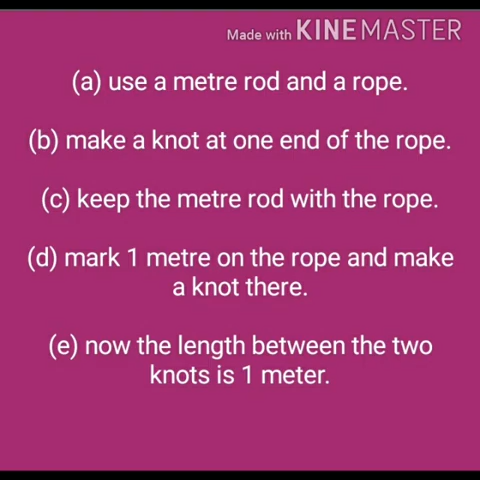 Made with KINEMASTER
(a) use a metre rod and a rope.
(b) make a knot at one end of the rope.
(c) keep the metre rod with the rope.
(d) mark 1 metre on the rope and make
a knot there.
(e) now the length between the two
knots is 1 meter.